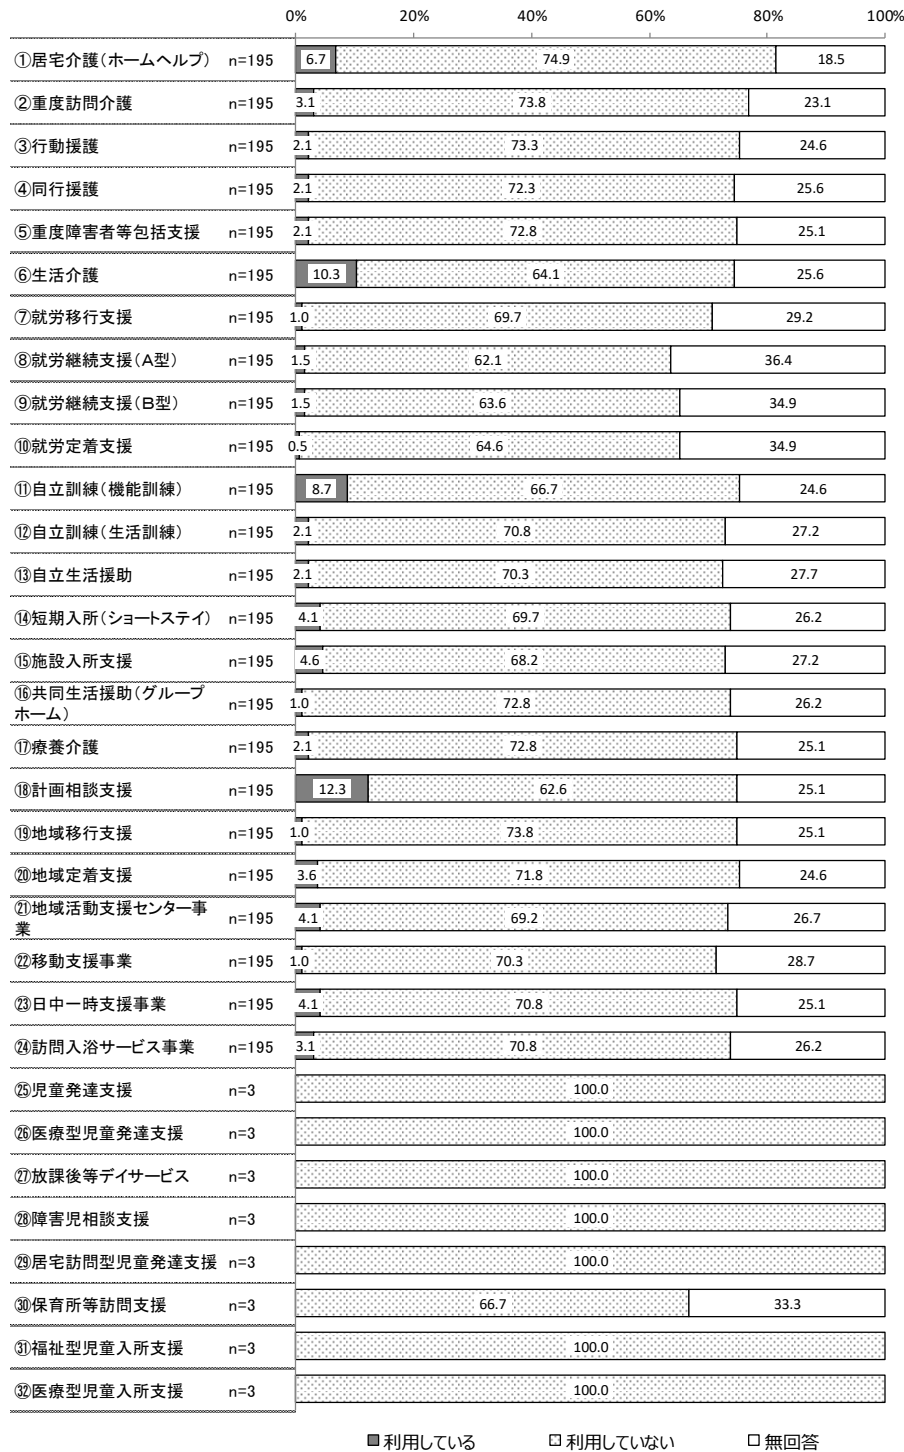 0% 20% 40% 60% 80% 100%
①居宅介護(ホームヘルプ) n=195 6.7 74.9 18.5
②重度訪問介護 n=195 3.1 73.8 23.1
③行動援護 n=195 2.1 73.3 24.6
④同行援護 n=195 2.1 72.3 25.6
⑤重度障害者等包括支援 n=195 2.1 72.8 25.1
⑥生活介護 n=195 10.3 64.1 25.6
⑦就労移行支援 n=195 1.0 69.7 29.2
⑧就労継続支援(A型) n=195 1.5 62.1 36.4
⑨就労継続支援(B型) n=195 1.5 63.6 34.9
⑩就労定着支援 n=195 0.5 64.6 34.9
⑪自立訓練(機能訓練) n=195 8.7 66.7 24.6
⑫自立訓練(生活訓練) n=195 2.1 70.8 27.2
⑬自立生活援助 n=195 2.1 70.3 27.7
⑭短期入所(ショートステイ) n=195 4.1 69.7 26.2
⑮施設入所支援 n=195 4.6 68.2 27.2
⑯共同生活援助(グループ
ホーム) n=195 1.0 72.8 26.2
⑰療養介護 n=195 2.1 72.8 25.1
⑱計画相談支援 n=195 12.3 62.6 25.1
⑲地域移行支援 n=195 1.0 73.8 25.1
⑳地域定着支援 n=195 3.6 71.8 24.6
㉑地域活動支援センター事
業 n=195 4.1 69.2 26.7
㉒移動支援事業 n=195 1.0 70.3 28.7
㉓日中一時支援事業 n=195 4.1 70.8 25.1
㉔訪問入浴サービス事業 n=195 3.1 70.8 26.2
㉕児童発達支援 n=3 100.0
㉖医療型児童発達支援 n=3 100.0
㉗放課後等デイサービス n=3 100.0
㉘障害児相談支援 n=3 100.0
㉙居宅訪問型児童発達支援 n=3 100.0
㉚保育所等訪問支援 n=3 66.7 33.3
㉛福祉型児童入所支援 n=3 100.0
㉜医療型児童入所支援 n=3 100.0
利用している 利用していない 無回答